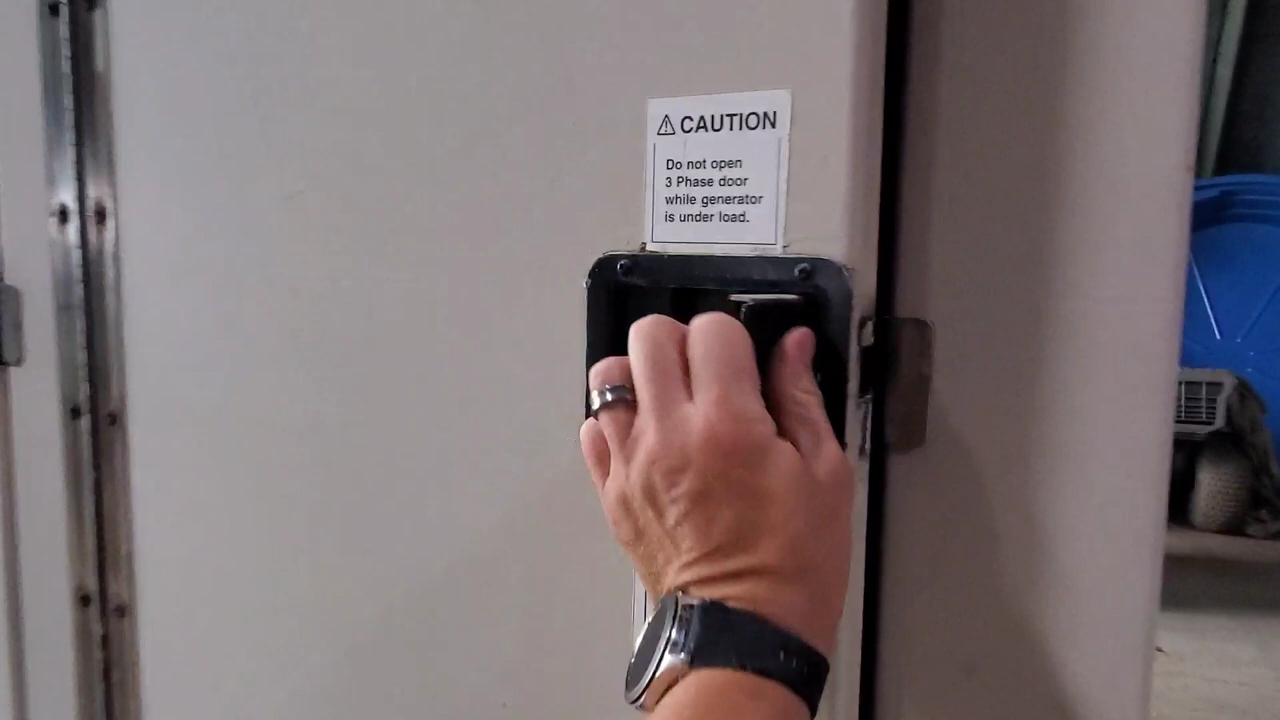 CAUTION
Do not open
3 Phase door
while generator
is under load.